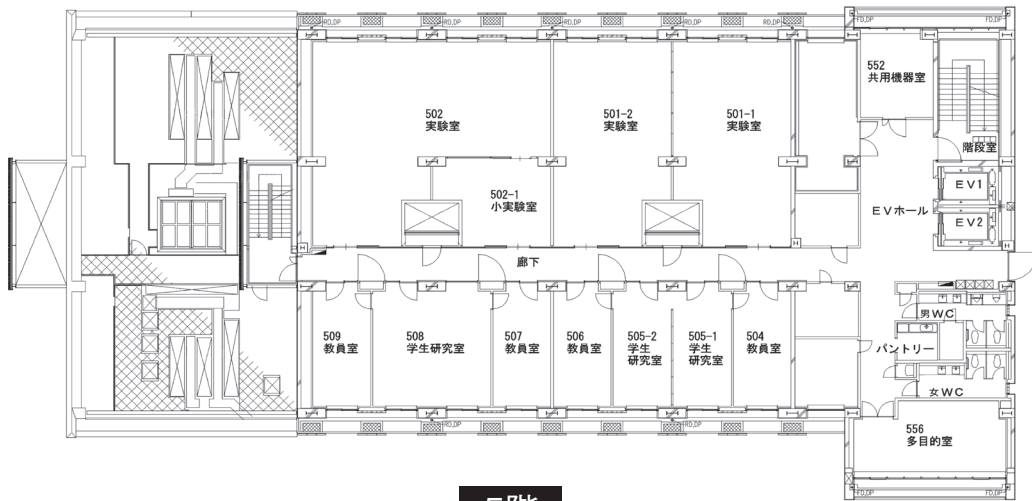 RD,DP
RD,DP
RD,DP
RD,DP
FD,DP
FD,DP
552
共用機器室
502
実験室
501-2
実験室
501-1
実験室
階段室
502-1
小実験室
EV1
EVホール
EV2
廊下
男WC
509
教員室
508
学生研究室
507
教員室
506
教員室
505-2
学生
研究室
505-1
学生
研究室
504
教員室
パントリー
女WC
RD,DP
RD,DP
RD,DP
556
多目的室
FD,DP
FD,DP